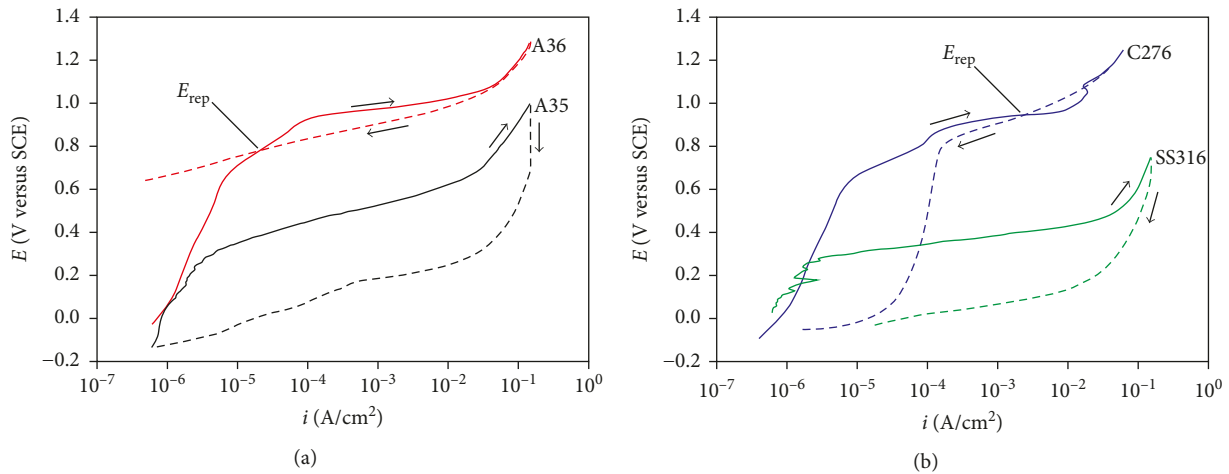 1.4
1.2
1.0
0.8
0.6
0.4
0.2
0.0
−0.2
E (V versus SCE)
A36
E_rep
A35
10⁻⁷ 10⁻⁶ 10⁻⁵ 10⁻⁴ 10⁻³ 10⁻² 10⁻¹ 10⁰
i (A/cm²)
(a)
1.4
1.2
1.0
0.8
0.6
0.4
0.2
0.0
−0.2
E (V versus SCE)
E_rep
C276
SS316
10⁻⁷ 10⁻⁶ 10⁻⁵ 10⁻⁴ 10⁻³ 10⁻² 10⁻¹ 10⁰
i (A/cm²)
(b)